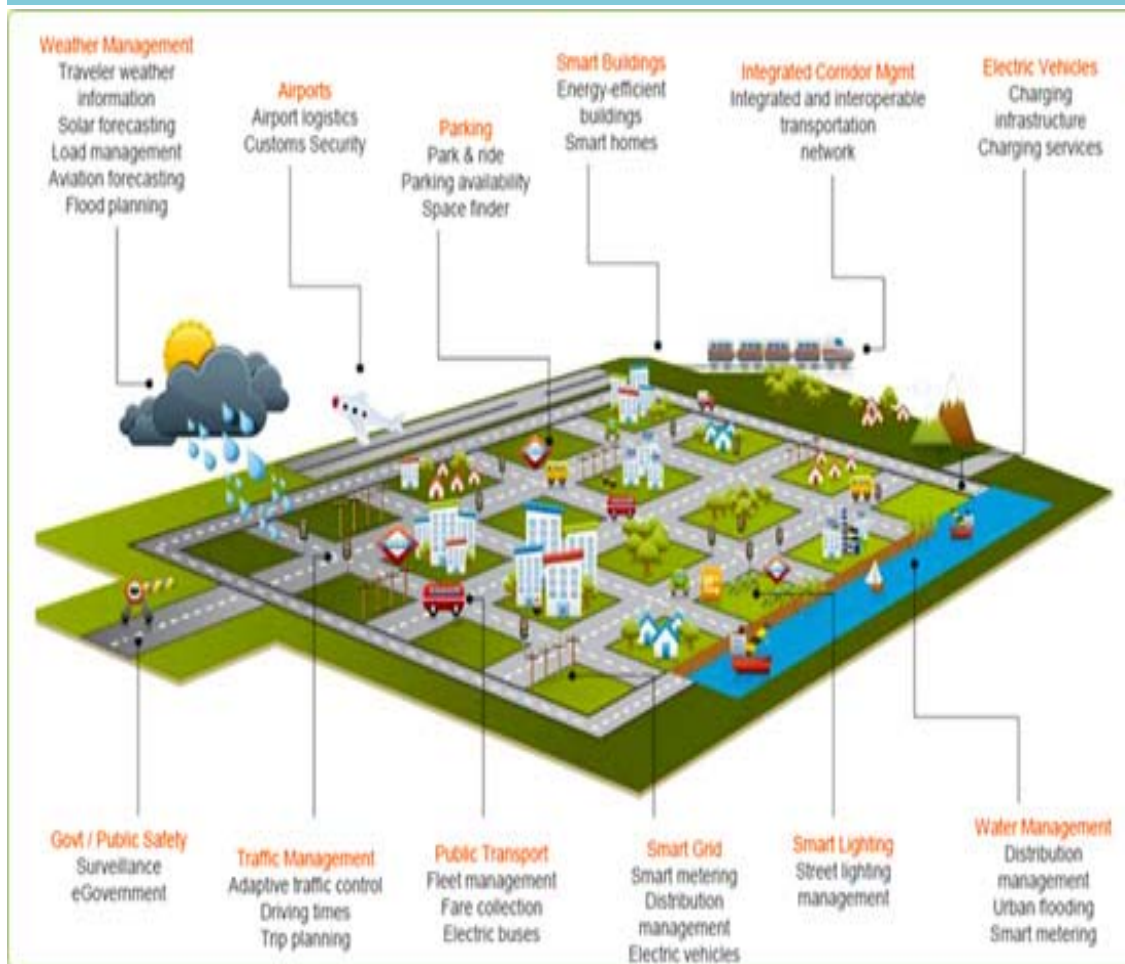 Weather Management
Traveler weather
information
Solar forecasting
Load management
Aviation forecasting
Flood planning
Airports
Airport logistics
Customs Security
Parking
Park & ride
Parking availability
Space finder
Smart Buildings
Energy-efficient
buildings
Smart homes
Integrated Corridor Mgmt
Integrated and interoperable
transportation
network
Electric Vehicles
Charging
infrastructure
Charging services
Govt / Public Safety
Surveillance
eGovernment
Traffic Management
Adaptive traffic control
Driving times
Trip planning
Public Transport
Fleet management
Fare collection
Electric buses
Smart Grid
Smart metering
Distribution
management
Electric vehicles
Smart Lighting
Street lighting
management
Water Management
Distribution
management
Urban flooding
Smart metering